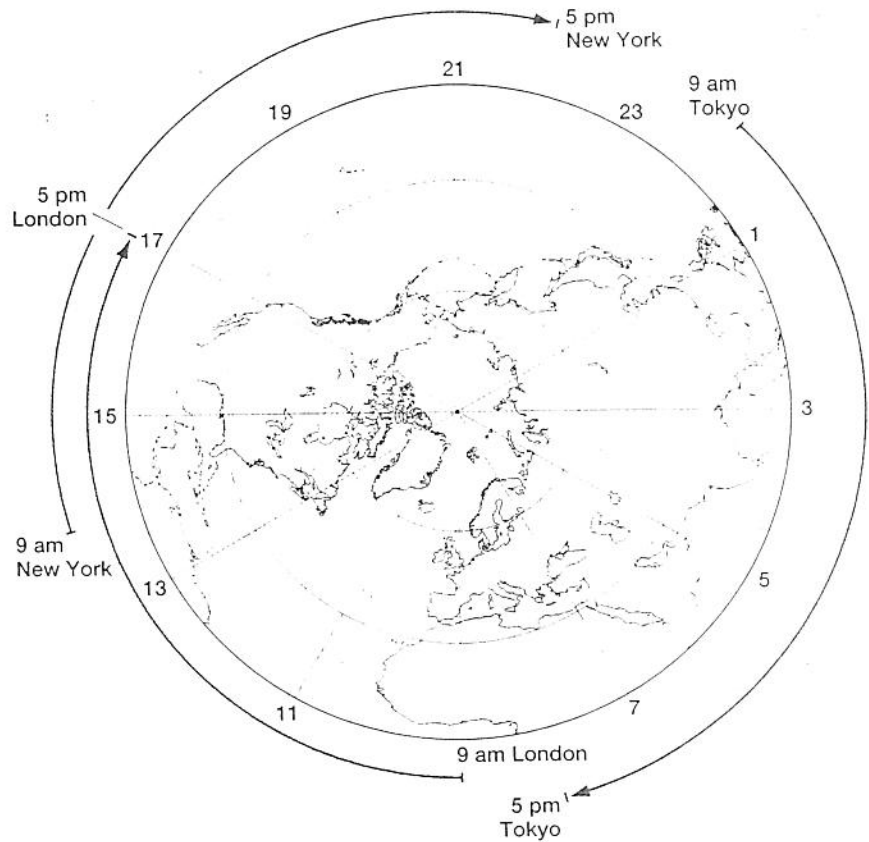 5 pm
New York
9 am
Tokyo
21
19
23
5 pm
London
17
1
15
3
9 am
New York
13
5
11
7
9 am London
5 pm
Tokyo